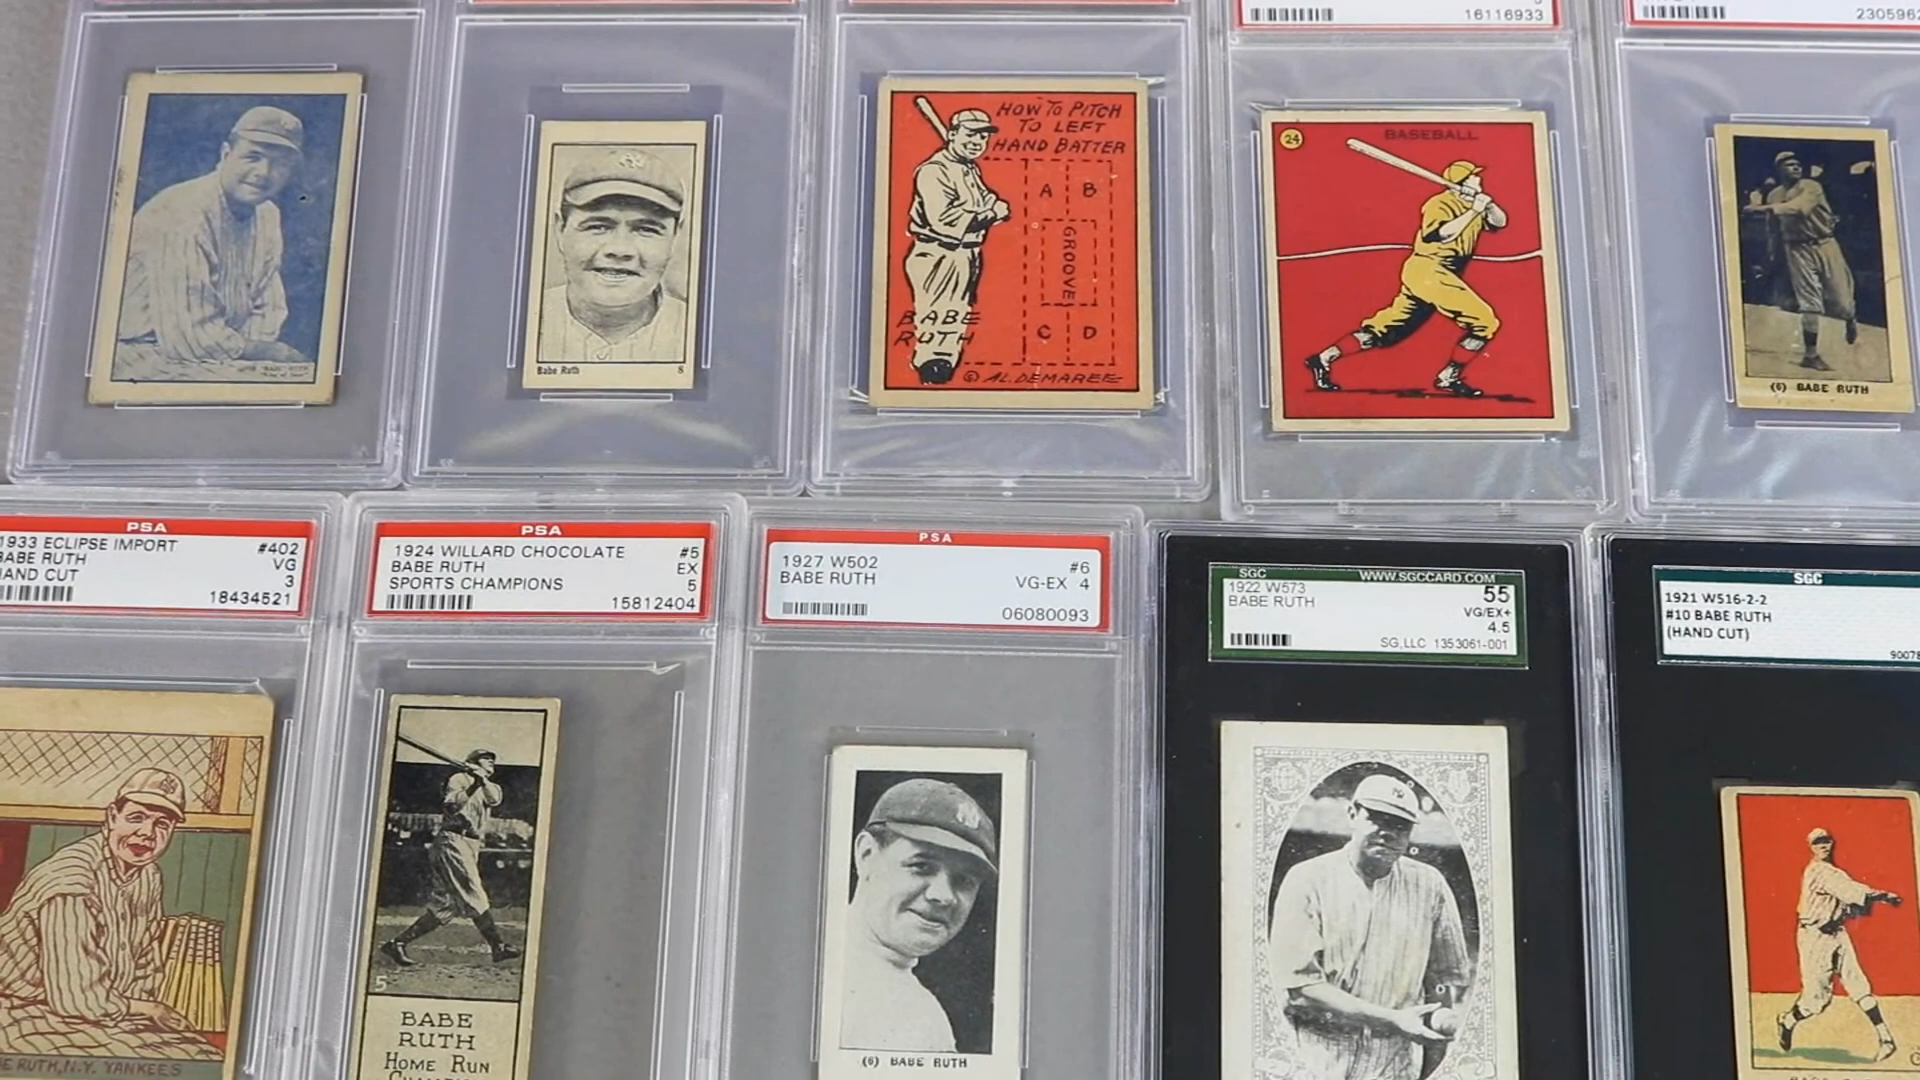 16116933
2305962
"BABE" RUTH
Babe Ruth
8
HOW TO PITCH
TO LEFT
HAND BATTER
A B
GROOVE
C D
BABE
RUTH
© AL. DEMAREE
24
BASEBALL
(6) BABE RUTH
PSA
1933 ECLIPSE IMPORT #402
BABE RUTH VG
HAND CUT 3
18434521
PSA
1924 WILLARD CHOCOLATE #5
BABE RUTH EX
SPORTS CHAMPIONS 5
15812404
PSA
1927 W502 #6
BABE RUTH VG-EX 4
06080093
SGC WWW.SGCCARD.COM
1922 W573 55
BABE RUTH VG/EX+
4.5
SG,LLC 1353061-001
SGC
1921 W516-2-2
#10 BABE RUTH
(HAND CUT)
90078
E RUTH, N.Y. YANKEES
5
BABE
RUTH
HOME RUN
(6) BABE RUTH